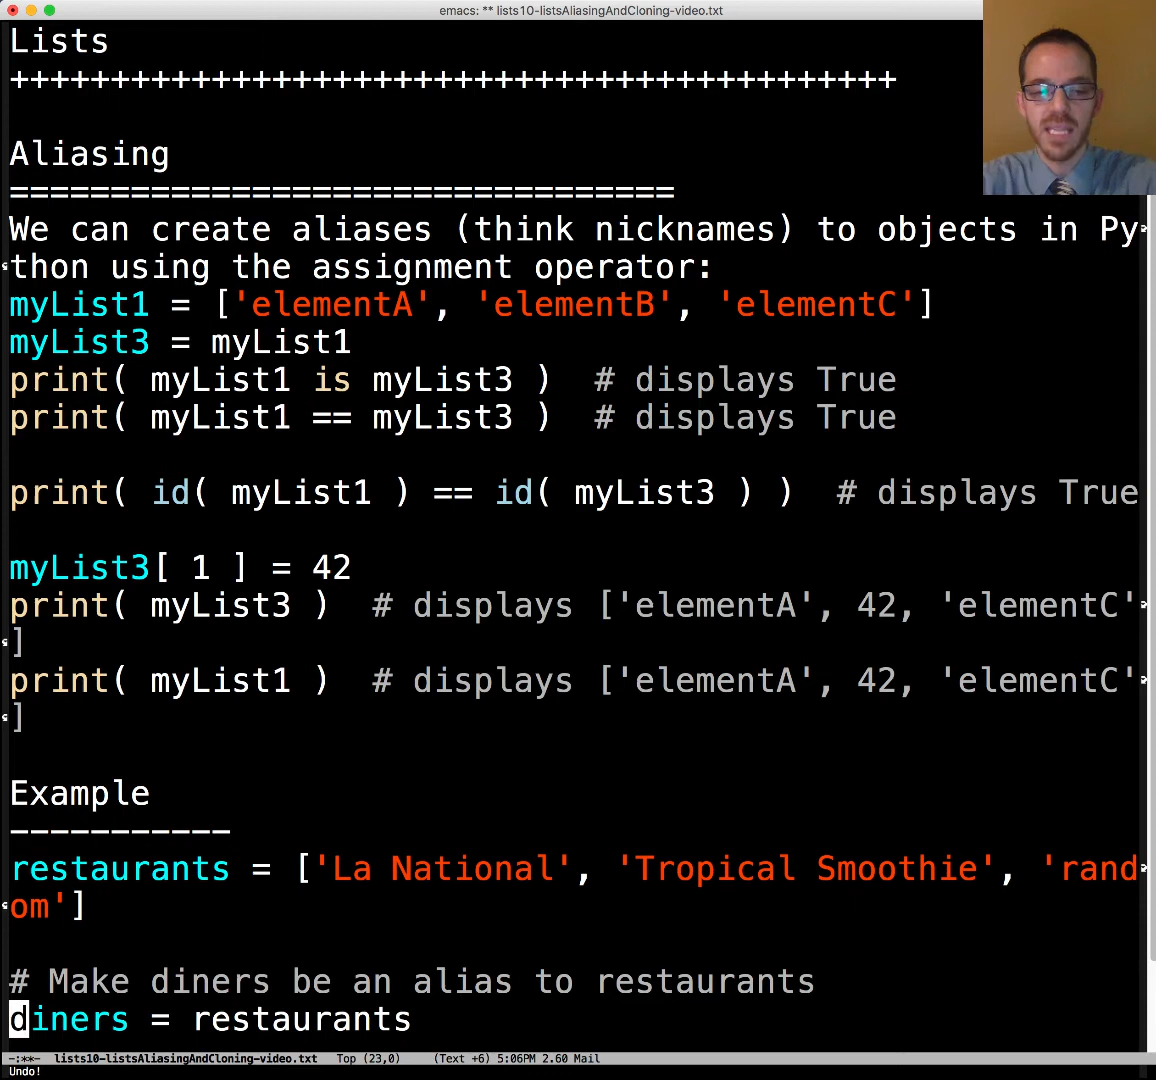 emacs: ** lists10-listsAliasingAndCloning-video.txt
Lists
++++++++++++++++++++++++++++++++++++++++++++
Aliasing
=================================
We can create aliases (think nicknames) to objects in Py
thon using the assignment operator:
myList1 = ['elementA', 'elementB', 'elementC']
myList3 = myList1
print( myList1 is myList3 )  # displays True
print( myList1 == myList3 )  # displays True
print( id( myList1 ) == id( myList3 ) )  # displays True
myList3[ 1 ] = 42
print( myList3 )  # displays ['elementA', 42, 'elementC'
]
print( myList1 )  # displays ['elementA', 42, 'elementC'
]
Example
-----------
restaurants = ['La National', 'Tropical Smoothie', 'rand
om']
# Make diners be an alias to restaurants
diners = restaurants
-:**-  lists10-listsAliasingAndCloning-video.txt   Top (23,0)     (Text +6) 5:06PM 2.60 Mail
Undo!